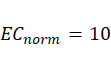 EC_norm = 10